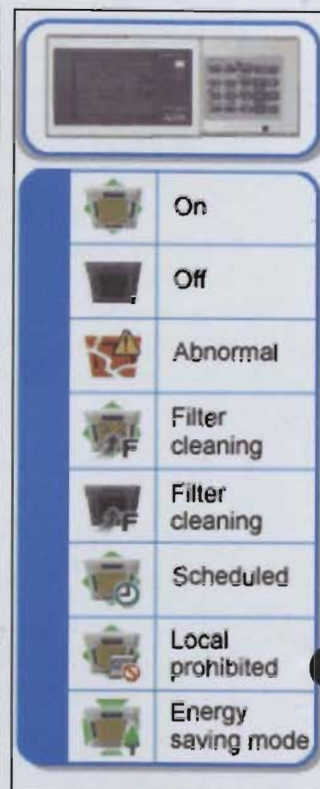 On
Off
Abnormal
F
Filter
cleaning
F
Filter
cleaning
Scheduled
Local
prohibited
Energy
saving mode